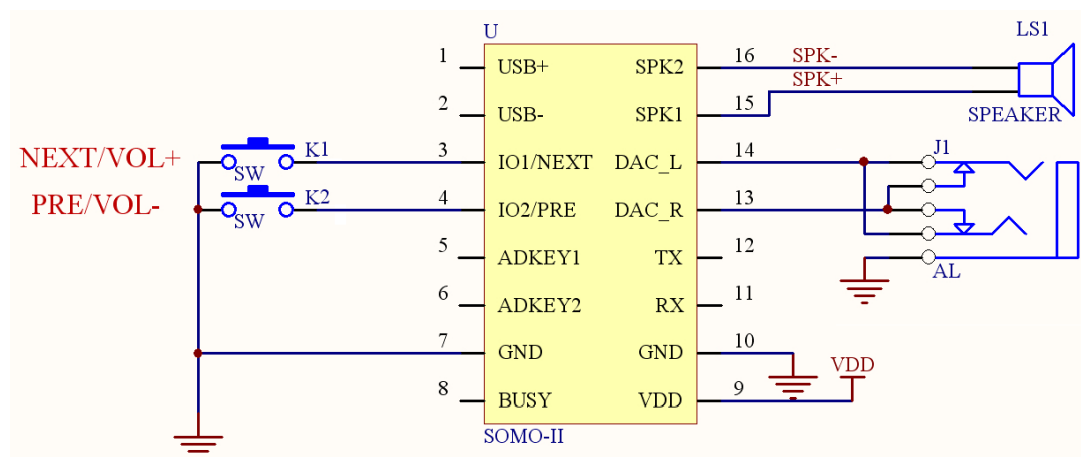 U
LS1
1 USB+ SPK2 16 SPK-
SPK+
2 USB- SPK1 15 SPEAKER
NEXT/VOL+ SW K1 3 IO1/NEXT DAC_L 14 J1
PRE/VOL- SW K2 4 IO2/PRE DAC_R 13
5 ADKEY1 TX 12
AL
6 ADKEY2 RX 11
7 GND GND 10
VDD
8 BUSY VDD 9
SOMO-II